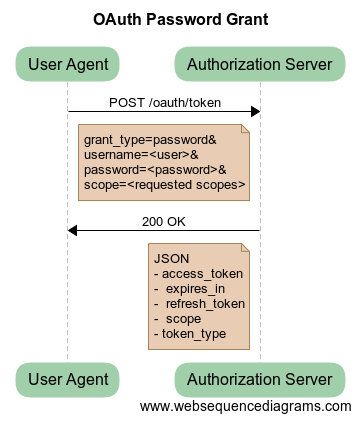 OAuth Password Grant
User Agent
Authorization Server
POST /oauth/token
grant_type=password&
username=<user>&
password=<password>&
scope=<requested scopes>
200 OK
JSON
- access_token
-  expires_in
-  refresh_token
-  scope
- token_type
User Agent
Authorization Server
www.websequencediagrams.com